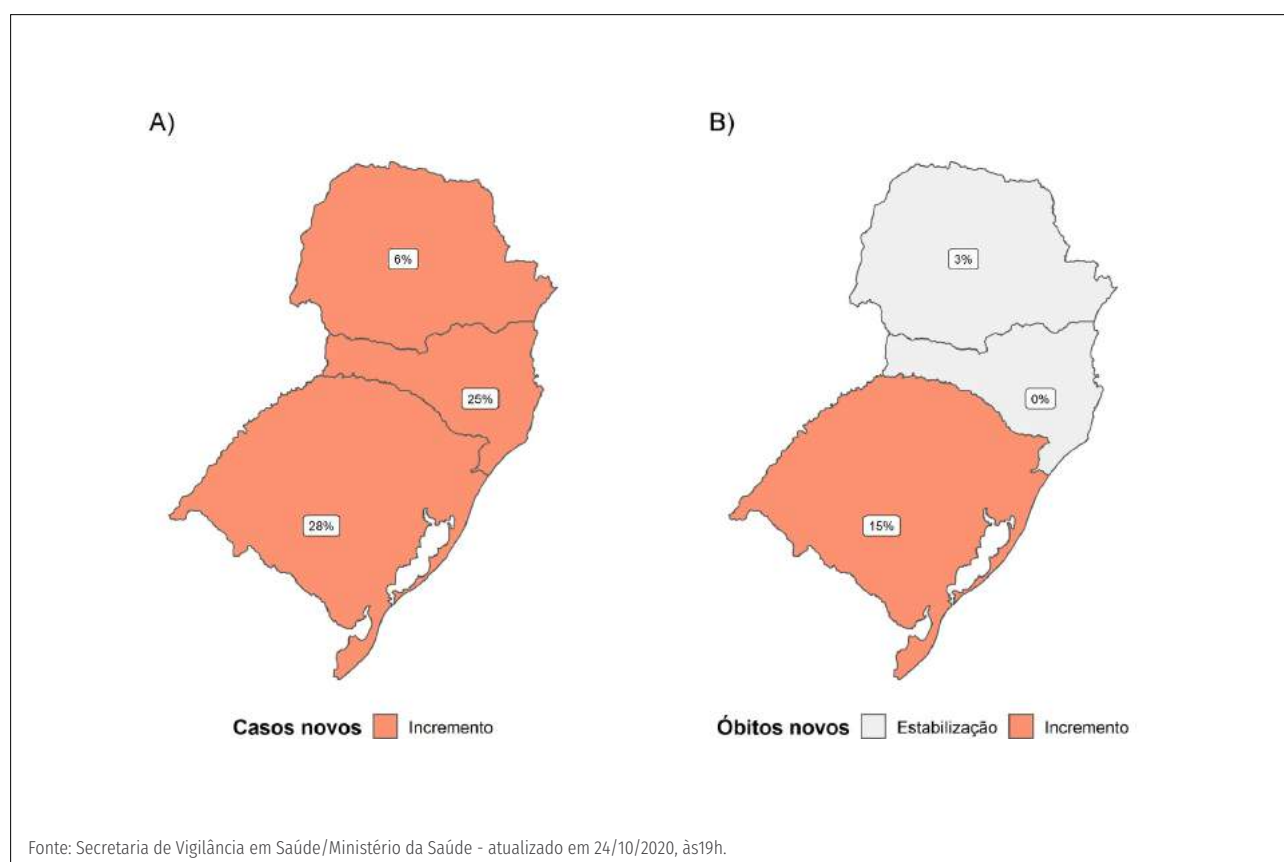 A)
6%
25%
28%
Casos novos Incremento
B)
3%
0%
15%
Óbitos novos Estabilização Incremento
Fonte: Secretaria de Vigilância em Saúde/Ministério da Saúde - atualizado em 24/10/2020, às19h.